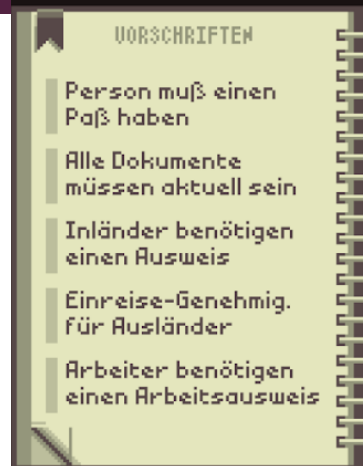 VORSCHRIFTEN
Person muß einen
Paß haben
Alle Dokumente
müssen aktuell sein
Inländer benötigen
einen Ausweis
Einreise-Genehmig.
für Ausländer
Arbeiter benötigen
einen Arbeitsausweis